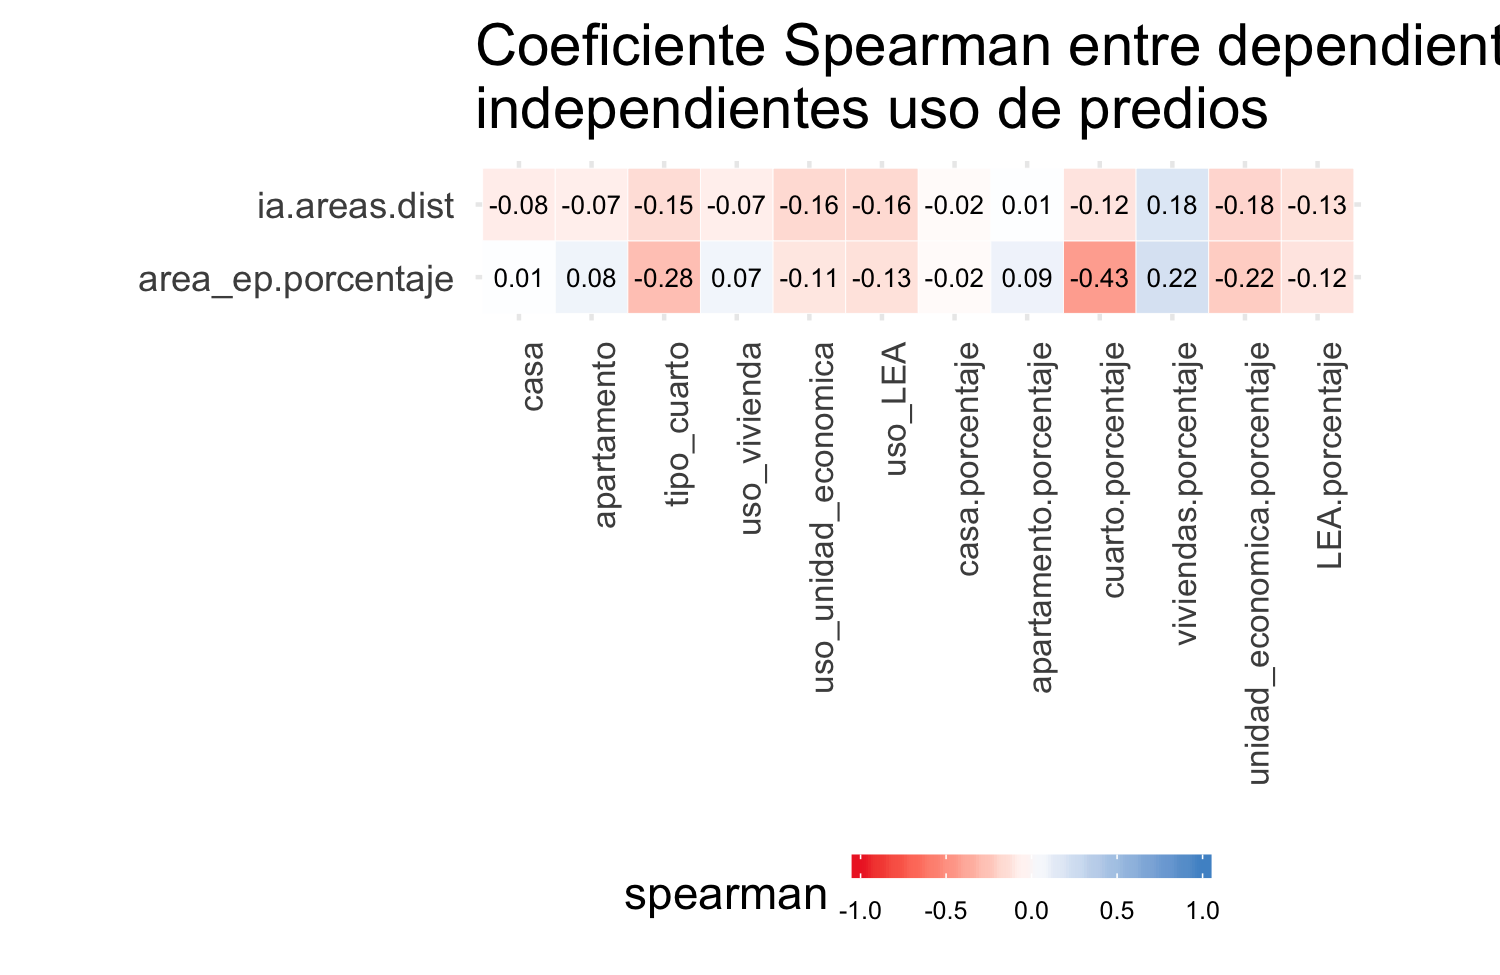 Coeficiente Spearman entre dependient
independientes uso de predios
ia.areas.dist -0.08 -0.07 -0.15 -0.07 -0.16 -0.16 -0.02 0.01 -0.12 0.18 -0.18 -0.13
area_ep.porcentaje 0.01 0.08 -0.28 0.07 -0.11 -0.13 -0.02 0.09 -0.43 0.22 -0.22 -0.12
casa
apartamento
tipo_cuarto
uso_vivienda
uso_unidad_economica
uso_LEA
casa.porcentaje
apartamento.porcentaje
cuarto.porcentaje
viviendas.porcentaje
unidad_economica.porcentaje
LEA.porcentaje
spearman
-1.0 -0.5 0.0 0.5 1.0